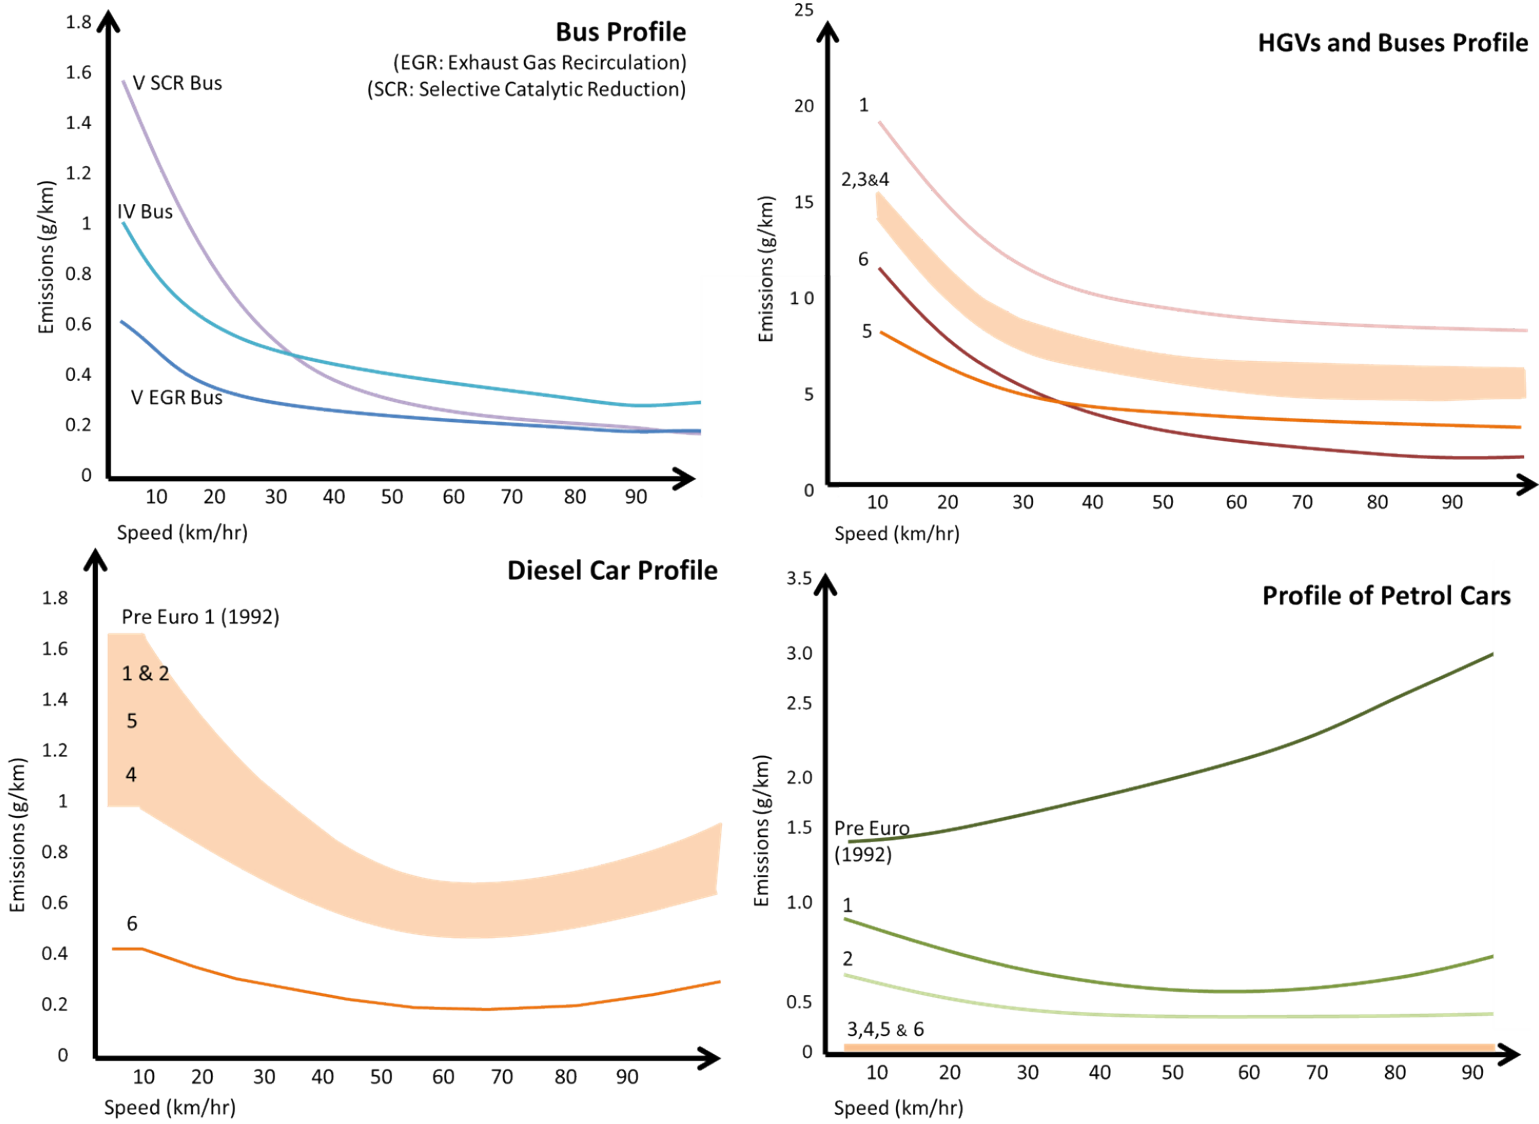 Bus Profile
(EGR: Exhaust Gas Recirculation)
(SCR: Selective Catalytic Reduction)
Emissions (g/km)
1.8
1.6
1.4
1.2
1
0.8
0.6
0.4
0.2
0
V SCR Bus
IV Bus
V EGR Bus
10 20 30 40 50 60 70 80 90
Speed (km/hr)
HGVs and Buses Profile
Emissions (g/km)
25
20
15
1 0
5
0
1
2,3&4
6
5
10 20 30 40 50 60 70 80 90
Speed (km/hr)
Diesel Car Profile
Emissions (g/km)
1.8
1.6
1.4
1.2
1
0.8
0.6
0.4
0.2
0
Pre Euro 1 (1992)
1 & 2
5
4
6
10 20 30 40 50 60 70 80 90
Speed (km/hr)
Profile of Petrol Cars
Emissions (g/km)
3.5
3.0
2.5
2.0
1.5
1.0
0.5
0
Pre Euro
(1992)
1
2
3,4,5 & 6
10 20 30 40 50 60 70 80 90
Speed (km/hr)